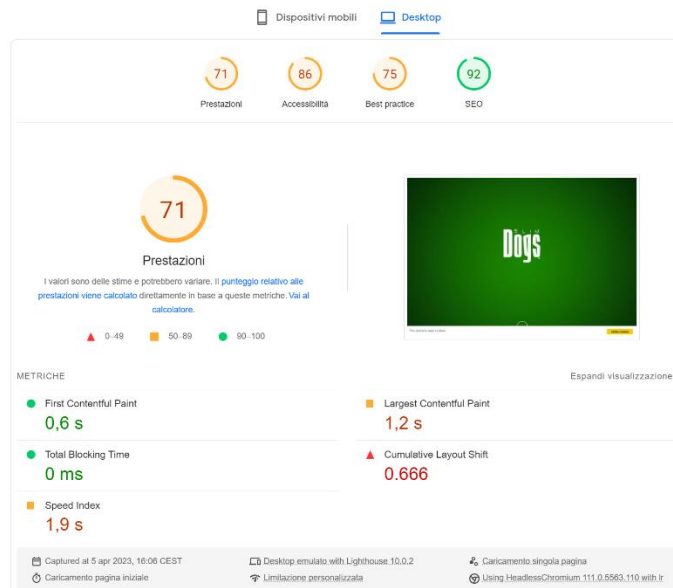 Dispositivi mobili
Desktop
71
86
75
92
Prestazioni
Accessibilità
Best practice
SEO
71
Prestazioni
I valori sono delle stime e potrebbero variare. Il punteggio relativo alle
prestazioni viene calcolato direttamente in base a queste metriche. Vai al
calcolatore.
0–49
50–89
90–100
Dogs
METRICHE
Espandi visualizzazione
First Contentful Paint
0,6 s
Largest Contentful Paint
1,2 s
Total Blocking Time
0 ms
Cumulative Layout Shift
0.666
Speed Index
1,9 s
Captured at 5 apr 2023, 16:06 CEST
Desktop emulato with Lighthouse 10.0.2
Caricamento singola pagina
Caricamento pagina iniziale
Limitazione personalizzata
Using HeadlessChromium 111.0.5563.110 with lr